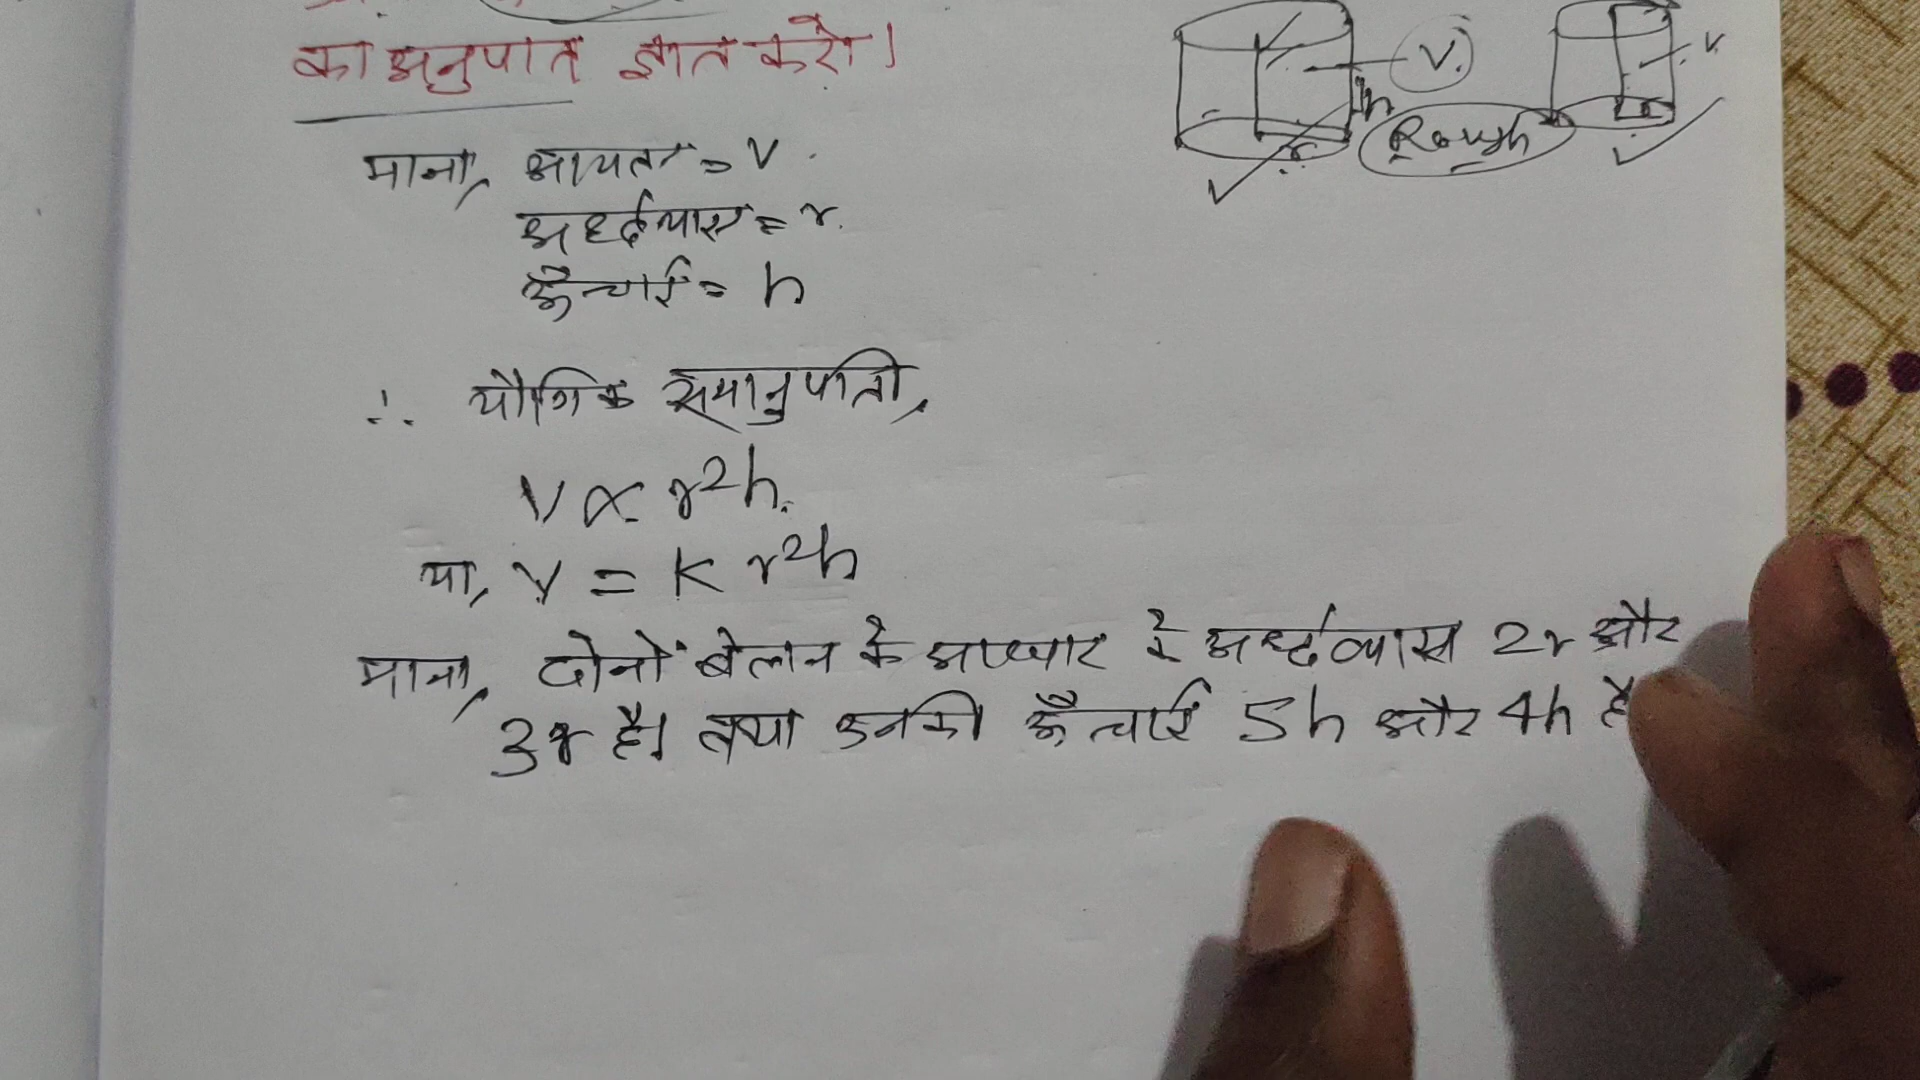 का अनुपात ज्ञात करो।
V.
V
h
r
Rough
माना, आयतन = V.
अर्द्धव्यास = r.
ऊँचाई = h
∴ यौगिक समानुपाती,
V ∝ r²h.
या, V = K r²h
माना, दोनों बेलन के आधार के अर्द्धव्यास 2r और
3r है। तथा उनकी ऊँचाई 5h और 4h है